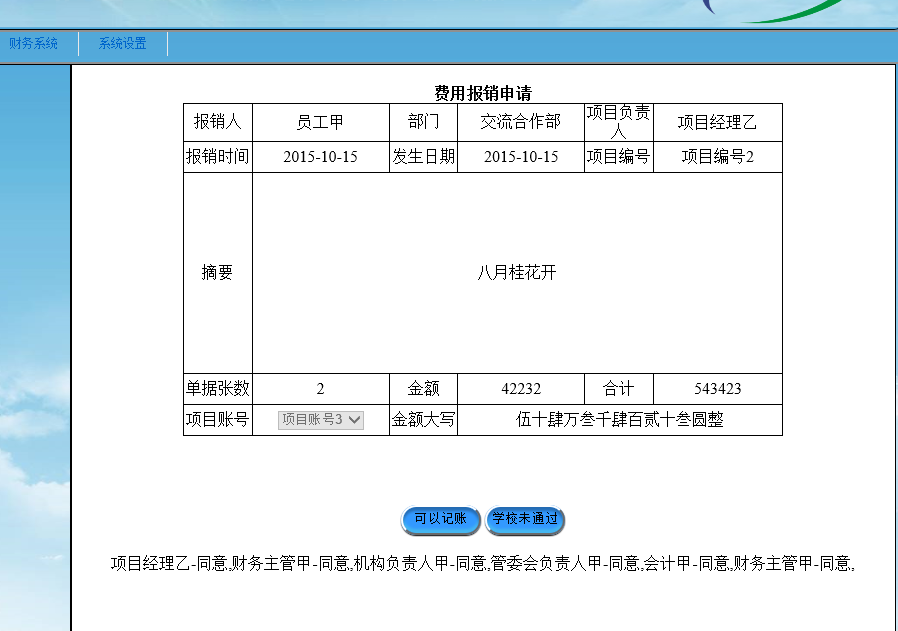 财务系统 系统设置
费用报销申请
报销人 员工甲 部门 交流合作部 项目负责人 项目经理乙
报销时间 2015-10-15 发生日期 2015-10-15 项目编号 项目编号2
摘要 八月桂花开
单据张数 2 金额 42232 合计 543423
项目账号 项目账号3 金额大写 伍十肆万叁千肆百贰十叁圆整
可以记账 学校未通过
项目经理乙-同意,财务主管甲-同意,机构负责人甲-同意,管委会负责人甲-同意,会计甲-同意,财务主管甲-同意,